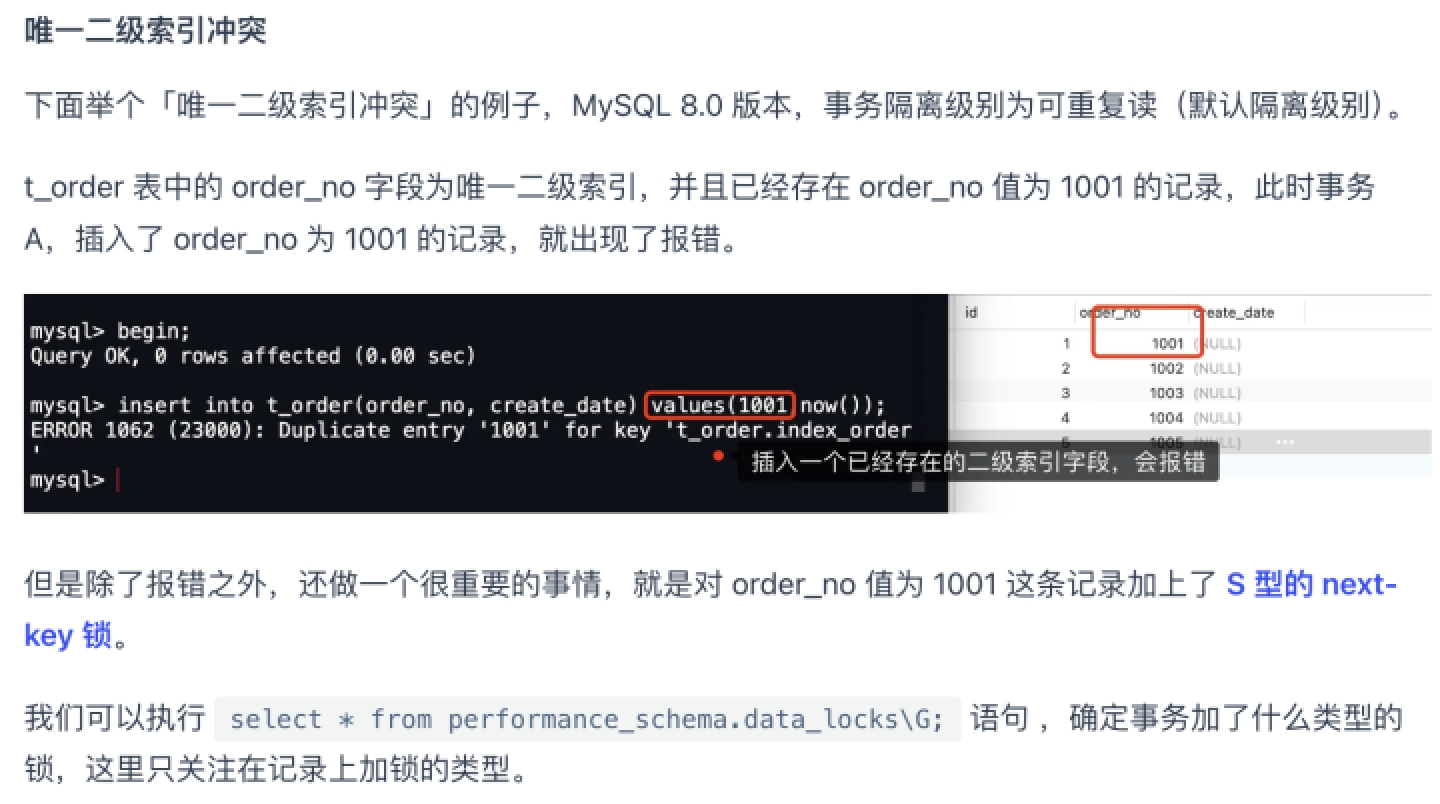 唯一二级索引冲突
下面举个「唯一二级索引冲突」的例子，MySQL 8.0 版本，事务隔离级别为可重复读（默认隔离级别）。
t_order 表中的 order_no 字段为唯一二级索引，并且已经存在 order_no 值为 1001 的记录，此时事务
A，插入了 order_no 为 1001 的记录，就出现了报错。
mysql> begin;
Query OK, 0 rows affected (0.00 sec)
mysql> insert into t_order(order_no, create_date) values(1001 now());
ERROR 1062 (23000): Duplicate entry '1001' for key 't_order.index_order
'
mysql>
id order_no create_date
1 1001 (NULL)
2 1002 (NULL)
3 1003 (NULL)
4 1004 (NULL)
5 1005 (NULL) ...
插入一个已经存在的二级索引字段，会报错
但是除了报错之外，还做一个很重要的事情，就是对 order_no 值为 1001 这条记录加上了 S 型的 next-
key 锁。
我们可以执行 select * from performance_schema.data_locks\G; 语句 ，确定事务加了什么类型的
锁，这里只关注在记录上加锁的类型。